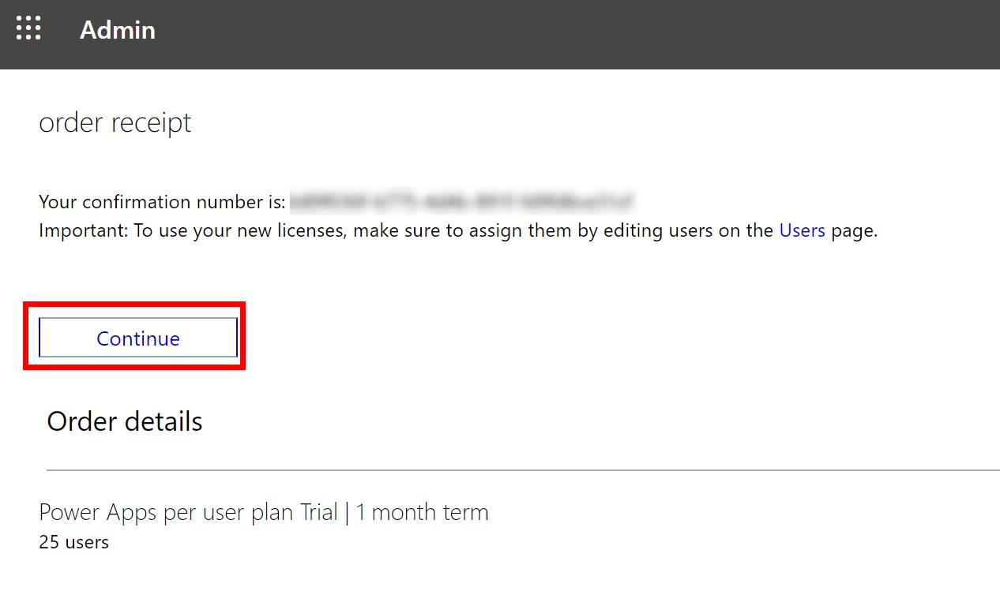 Admin
order receipt
Your confirmation number is:
Important: To use your new licenses, make sure to assign them by editing users on the Users page.
Continue
Order details
Power Apps per user plan Trial | 1 month term
25 users